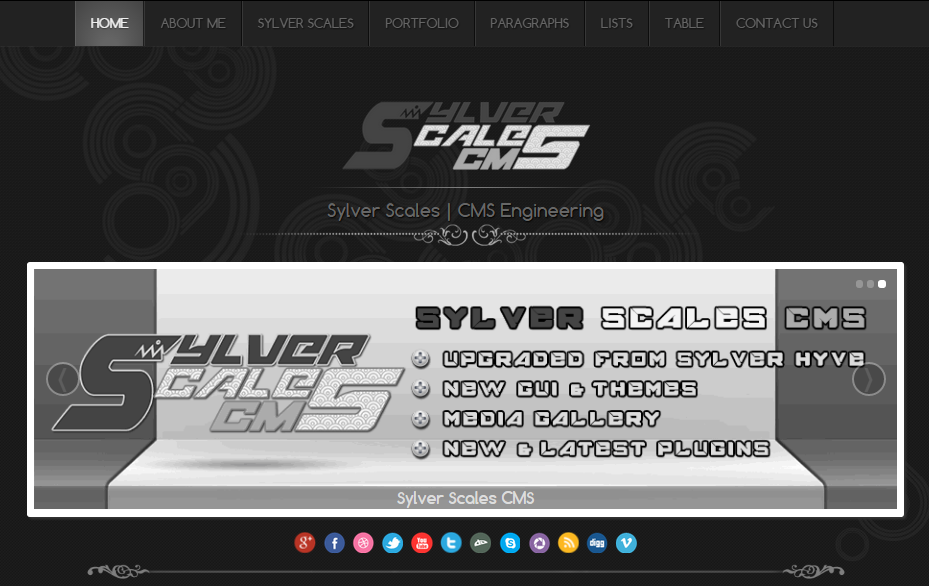 HOME ABOUT ME SYLVER SCALES PORTFOLIO PARAGRAPHS LISTS TABLE CONTACT US
SYLVER
SCALES
CMS
Sylver Scales | CMS Engineering
SYLVER SCALES CMS
SYLVER
SCALES
CMS
UPGRADED FROM SYLVER HYVE
NEW GUI & THEMES
MEDIA GALLERY
NEW & LATEST PLUGINS
Sylver Scales CMS
g+ f You Tube t S digg v